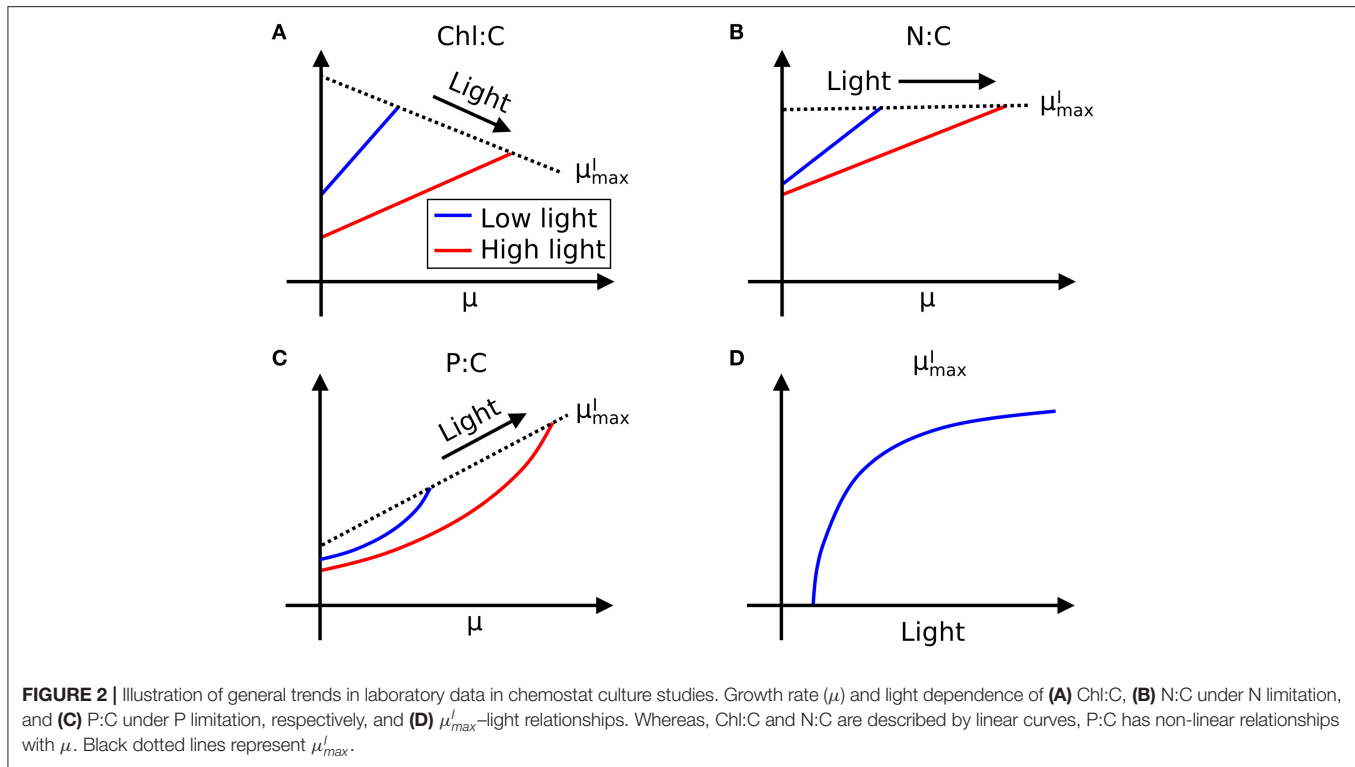 A
Chl:C
Light
μ^I_max
Low light
High light
μ
B
N:C
Light
μ^I_max
μ
C
P:C
Light
μ^I_max
μ
D
μ^I_max
Light
FIGURE 2 | Illustration of general trends in laboratory data in chemostat culture studies. Growth rate (μ) and light dependence of (A) Chl:C, (B) N:C under N limitation,
and (C) P:C under P limitation, respectively, and (D) μ^I_max–light relationships. Whereas, Chl:C and N:C are described by linear curves, P:C has non-linear relationships
with μ. Black dotted lines represent μ^I_max.